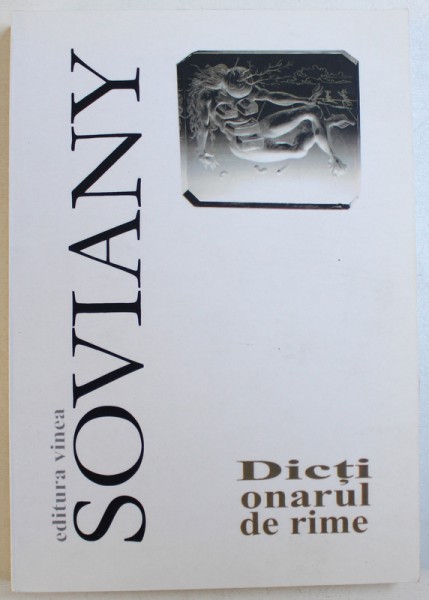 editura vinea
SOVIANY
Dicți
onarul
de rime